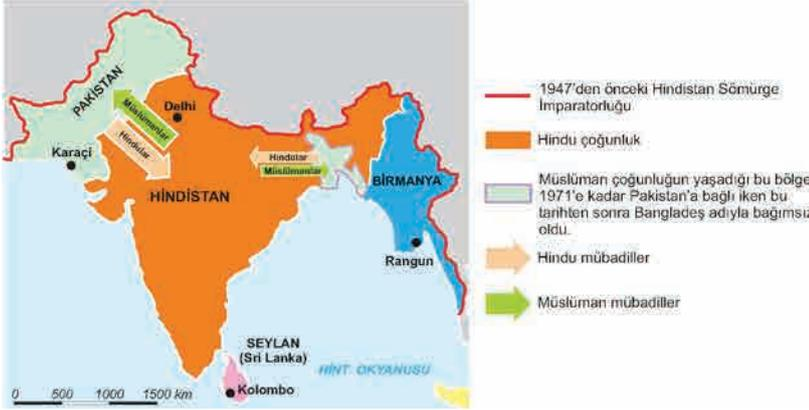 PAKİSTAN
Müslümanlar
Hindular
Delhi
Karaçi
HİNDİSTAN
Hindular
Müslümanlar
BİRMANYA
Rangun
SEYLAN
(Sri Lanka)
HİNT OKYANUSU
Kolombo
0 500 1000 1500 km
1947'den önceki Hindistan Sömürge
İmparatorluğu
Hindu çoğunluk
Müslüman çoğunluğun yaşadığı bu bölge
1971'e kadar Pakistan'a bağlı iken bu
tarihten sonra Bangladeş adıyla bağımsız
oldu.
Hindu mübadiller
Müslüman mübadiller